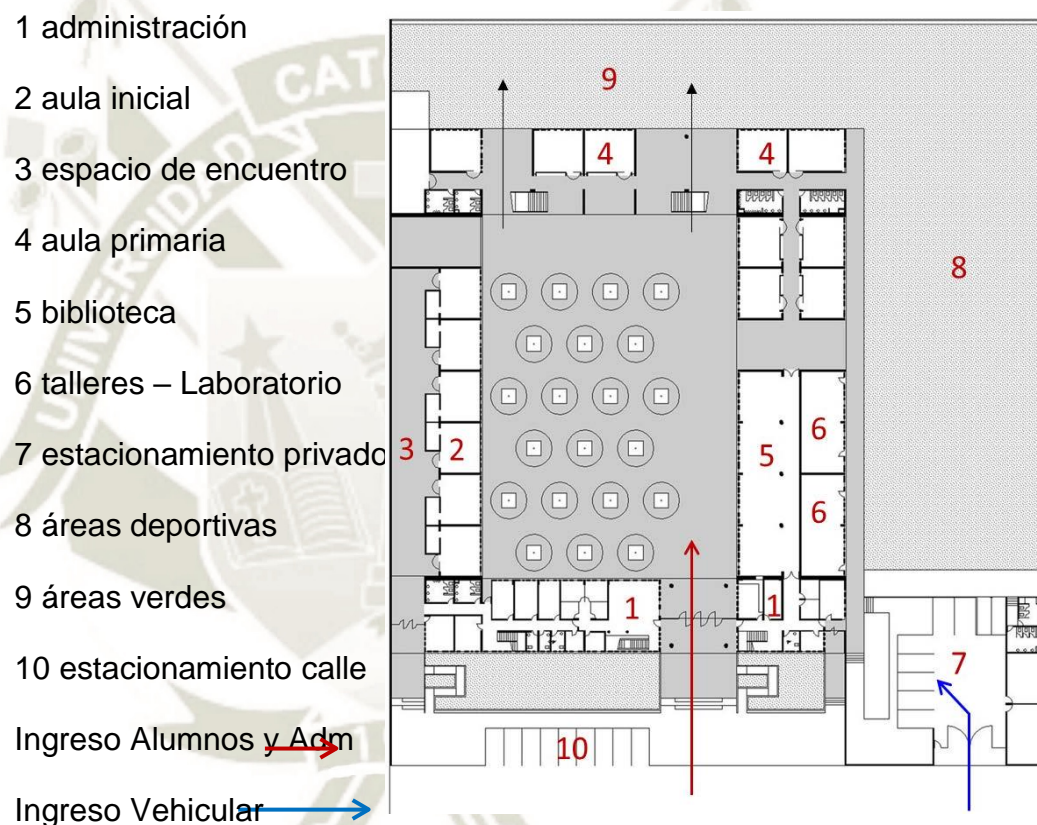 1 administración
2 aula inicial
3 espacio de encuentro
4 aula primaria
5 biblioteca
6 talleres – Laboratorio
7 estacionamiento privado
8 áreas deportivas
9 áreas verdes
10 estacionamiento calle
Ingreso Alumnos y Adm
Ingreso Vehicular
9
4 4
8
3 2 5 6
6
1 1
7
10
UNIVERSIDAD CATO